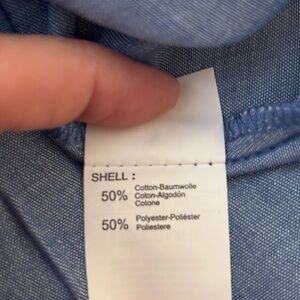 SHELL :
50% Cotton-Baumwolle
Coton-Algodón
Cotone
50% Polyester-Poliéster
Poliestere